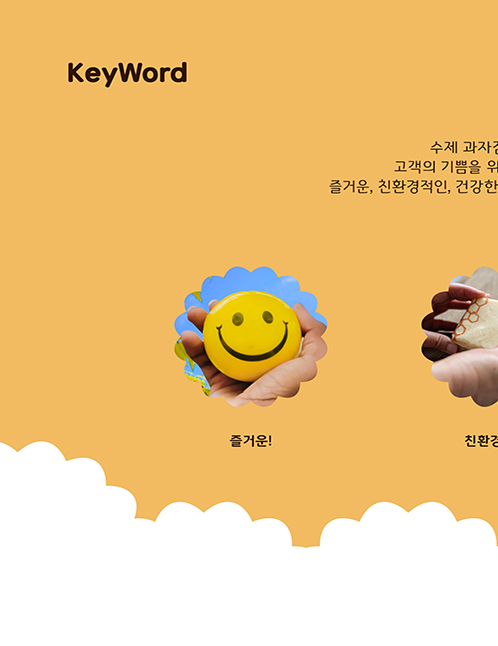 KeyWord
수제 과자
고객의 기쁨을 위
즐거운, 친환경적인, 건강한
즐거운!
친환경